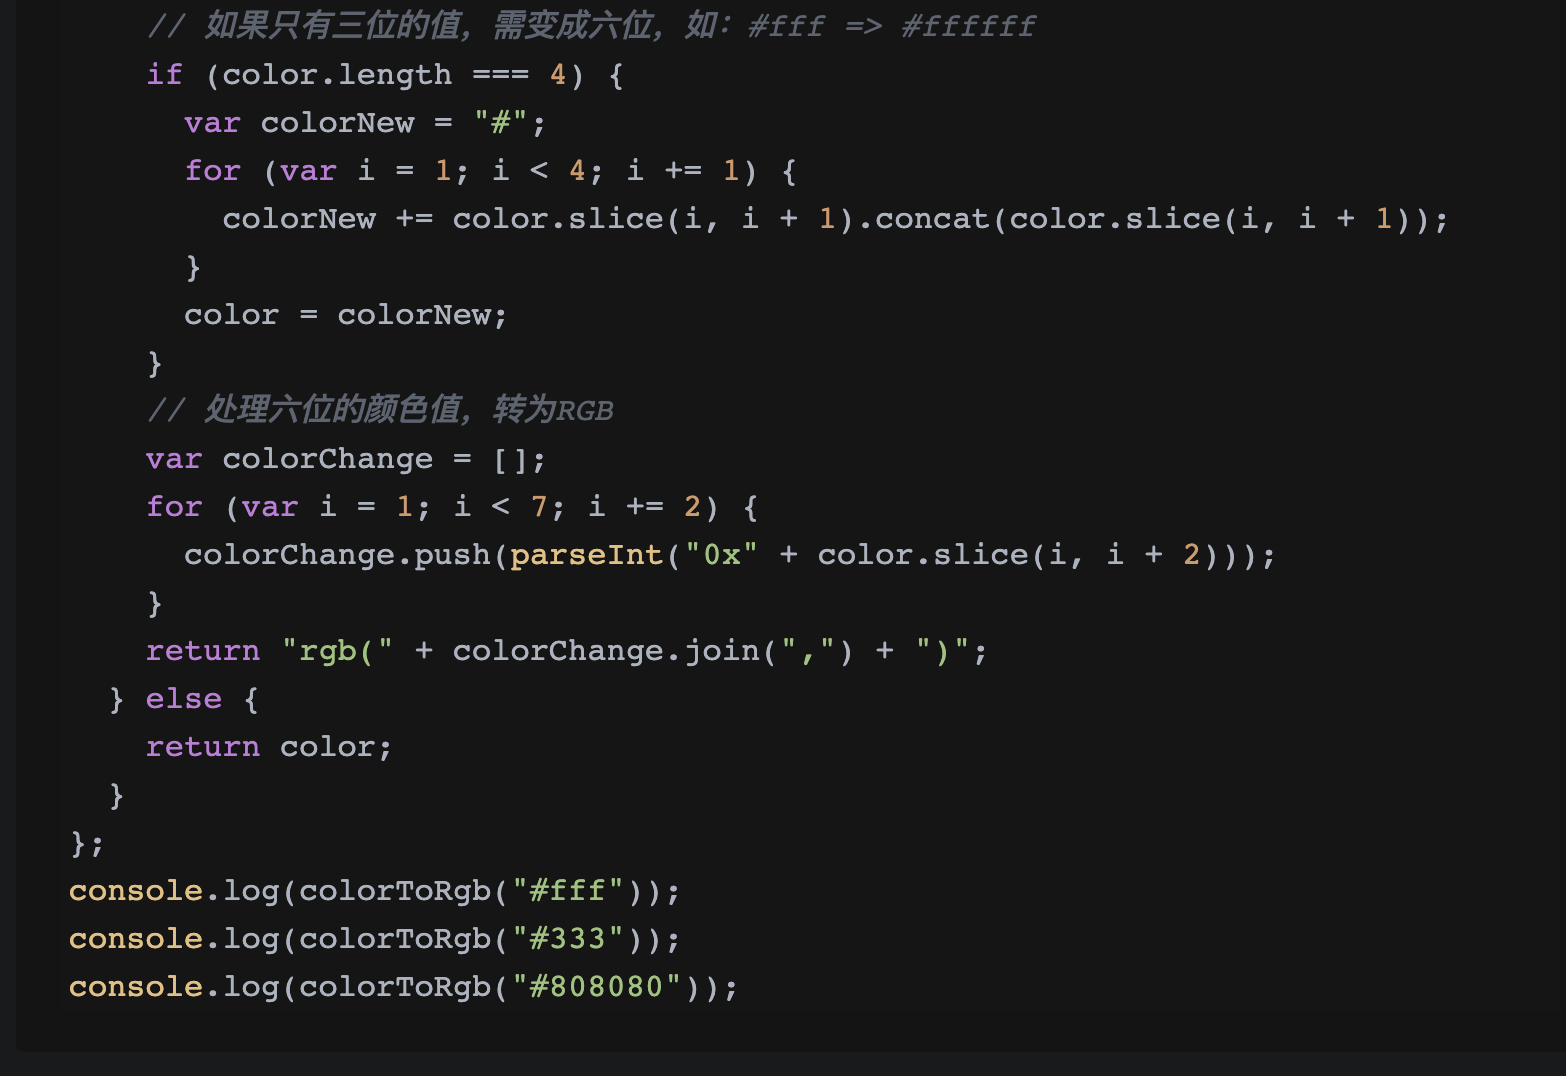 // 如果只有三位的值，需变成六位，如：#fff => #ffffff
if (color.length === 4) {
var colorNew = "#";
for (var i = 1; i < 4; i += 1) {
colorNew += color.slice(i, i + 1).concat(color.slice(i, i + 1));
}
color = colorNew;
}
// 处理六位的颜色值，转为RGB
var colorChange = [];
for (var i = 1; i < 7; i += 2) {
colorChange.push(parseInt("0x" + color.slice(i, i + 2)));
}
return "rgb(" + colorChange.join(",") + ")";
} else {
return color;
}
};
console.log(colorToRgb("#fff"));
console.log(colorToRgb("#333"));
console.log(colorToRgb("#808080"));